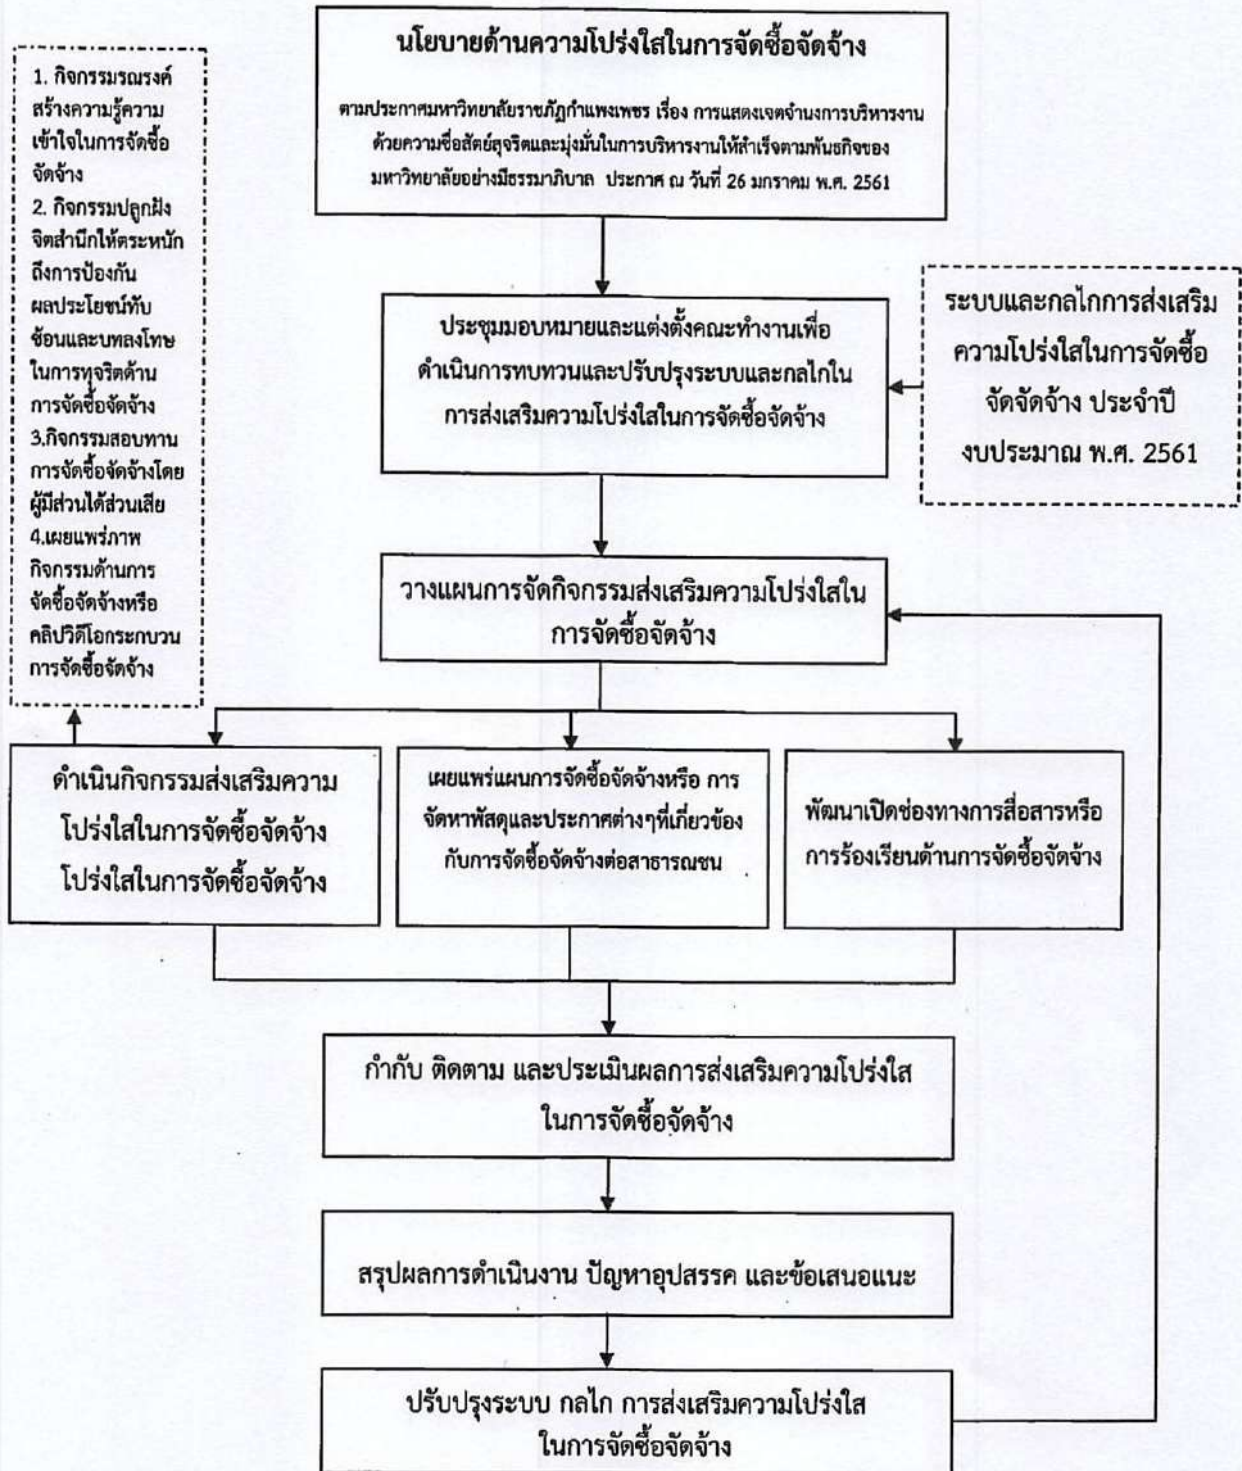 นโยบายด้านความโปร่งใสในการจัดซื้อจัดจ้าง
ตามประกาศมหาวิทยาลัยราชภัฏกำแพงเพชร เรื่อง การแสดงเจตจำนงการบริหารงาน
ด้วยความซื่อสัตย์สุจริตและมุ่งมั่นในการบริหารงานให้สำเร็จตามพันธกิจของ
มหาวิทยาลัยอย่างมีธรรมาภิบาล ประกาศ ณ วันที่ 26 มกราคม พ.ศ. 2561
1. กิจกรรมรณรงค์
สร้างความรู้ความ
เข้าใจในการจัดซื้อ
จัดจ้าง
2. กิจกรรมปลูกฝัง
จิตสำนึกให้ตระหนัก
ถึงการป้องกัน
ผลประโยชน์ทับ
ซ้อนและบทลงโทษ
ในการทุจริตด้าน
การจัดซื้อจัดจ้าง
3.กิจกรรมสอบทาน
การจัดซื้อจัดจ้างโดย
ผู้มีส่วนได้ส่วนเสีย
4.เผยแพร่ภาพ
กิจกรรมด้านการ
จัดซื้อจัดจ้างหรือ
คลิปวิดีโอกระกบวน
การจัดซื้อจัดจ้าง
ประชุมมอบหมายและแต่งตั้งคณะทำงานเพื่อ
ดำเนินการทบทวนและปรับปรุงระบบและกลไกใน
การส่งเสริมความโปร่งใสในการจัดซื้อจัดจ้าง
ระบบและกลไกการส่งเสริม
ความโปร่งใสในการจัดซื้อ
จัดจัดจ้าง ประจำปี
งบประมาณ พ.ศ. 2561
วางแผนการจัดกิจกรรมส่งเสริมความโปร่งใสใน
การจัดซื้อจัดจ้าง
ดำเนินกิจกรรมส่งเสริมความ
โปร่งใสในการจัดซื้อจัดจ้าง
โปร่งใสในการจัดซื้อจัดจ้าง
เผยแพร่แผนการจัดซื้อจัดจ้างหรือ การ
จัดหาพัสดุและประกาศต่างๆที่เกี่ยวข้อง
กับการจัดซื้อจัดจ้างต่อสาธารณชน
พัฒนาเปิดช่องทางการสื่อสารหรือ
การร้องเรียนด้านการจัดซื้อจัดจ้าง
กำกับ ติดตาม และประเมินผลการส่งเสริมความโปร่งใส
ในการจัดซื้อจัดจ้าง
สรุปผลการดำเนินงาน ปัญหาอุปสรรค และข้อเสนอแนะ
ปรับปรุงระบบ กลไก การส่งเสริมความโปร่งใส
ในการจัดซื้อจัดจ้าง